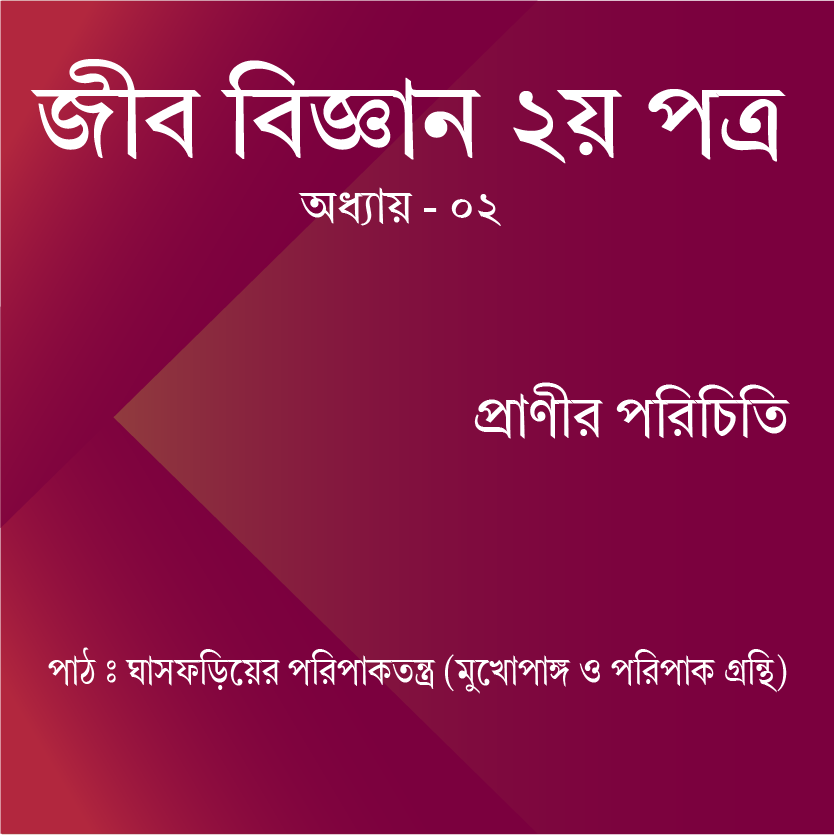 জীব বিজ্ঞান ২য় পত্র
অধ্যায় - ০২
প্রাণীর পরিচিতি
পাঠ ঃ ঘাসফড়িয়ের পরিপাকতন্ত্র (মুখোপাঙ্গ ও পরিপাক গ্রন্থি)